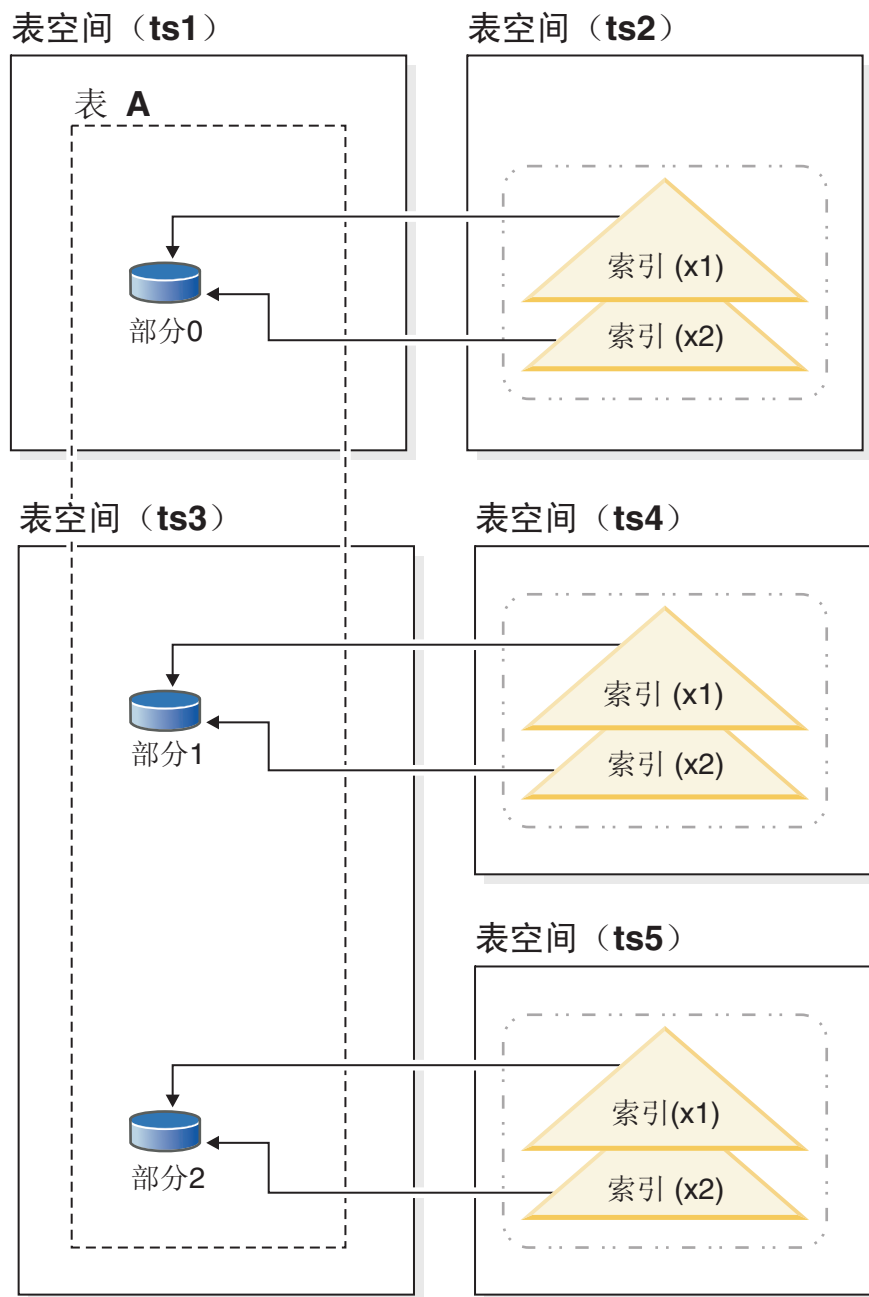 表空间（ts1）
表空间（ts2）
表 A
索引 (x1)
部分0
索引 (x2)
表空间（ts3）
表空间（ts4）
索引 (x1)
部分1
索引 (x2)
表空间（ts5）
索引(x1)
部分2
索引 (x2)